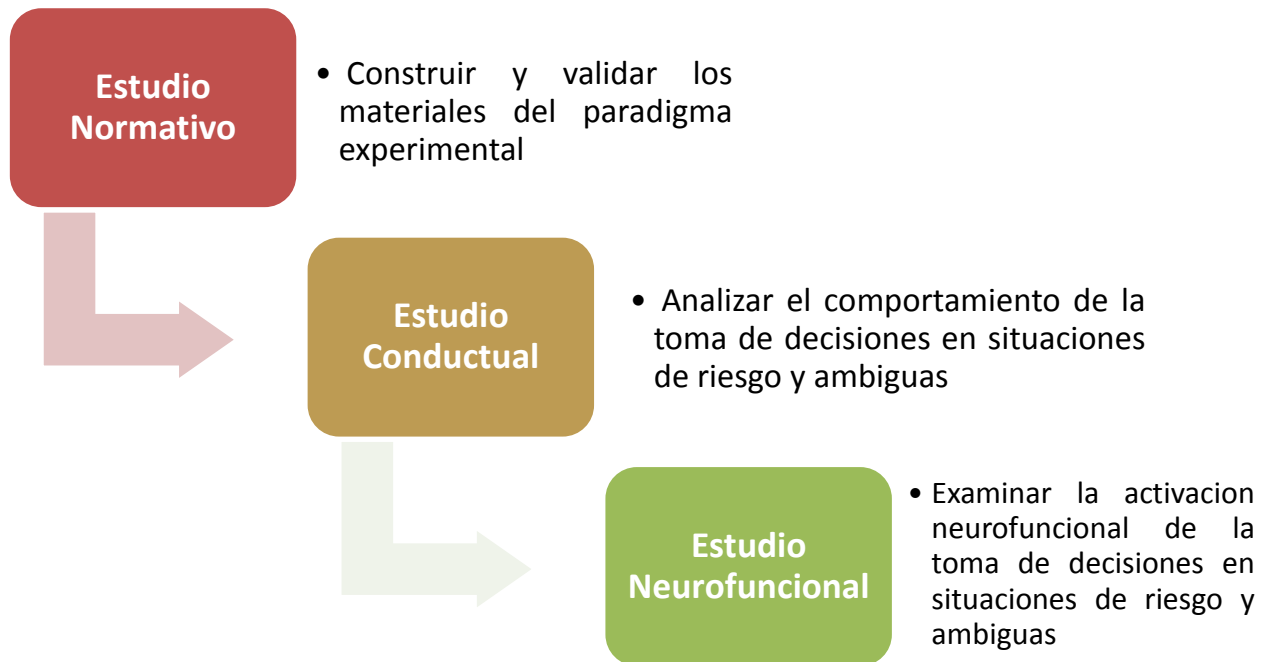 Estudio
Normativo
• Construir y validar los
materiales del paradigma
experimental
Estudio
Conductual
• Analizar el comportamiento de la
toma de decisiones en situaciones
de riesgo y ambiguas
Estudio
Neurofuncional
• Examinar la activacion
neurofuncional de la
toma de decisiones en
situaciones de riesgo y
ambiguas